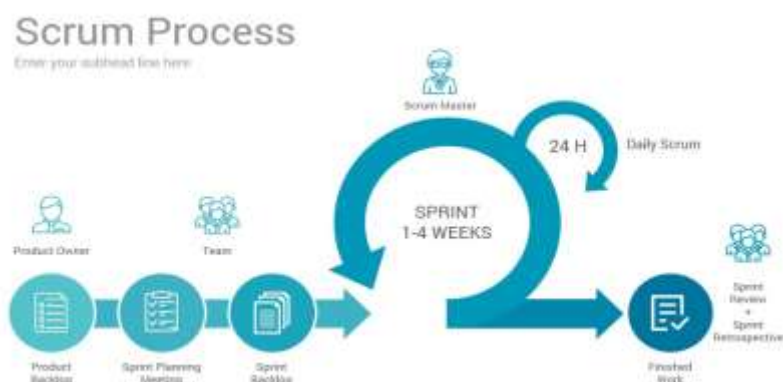 Scrum Process
Enter your subhead line here
Scrum Master
24 H
Daily Scrum
SPRINT
1-4 WEEKS
Product Owner
Team
Sprint
Review
+
Sprint
Retrospective
Product
Backlog
Sprint Planning
Meeting
Sprint
Backlog
Finished
Work